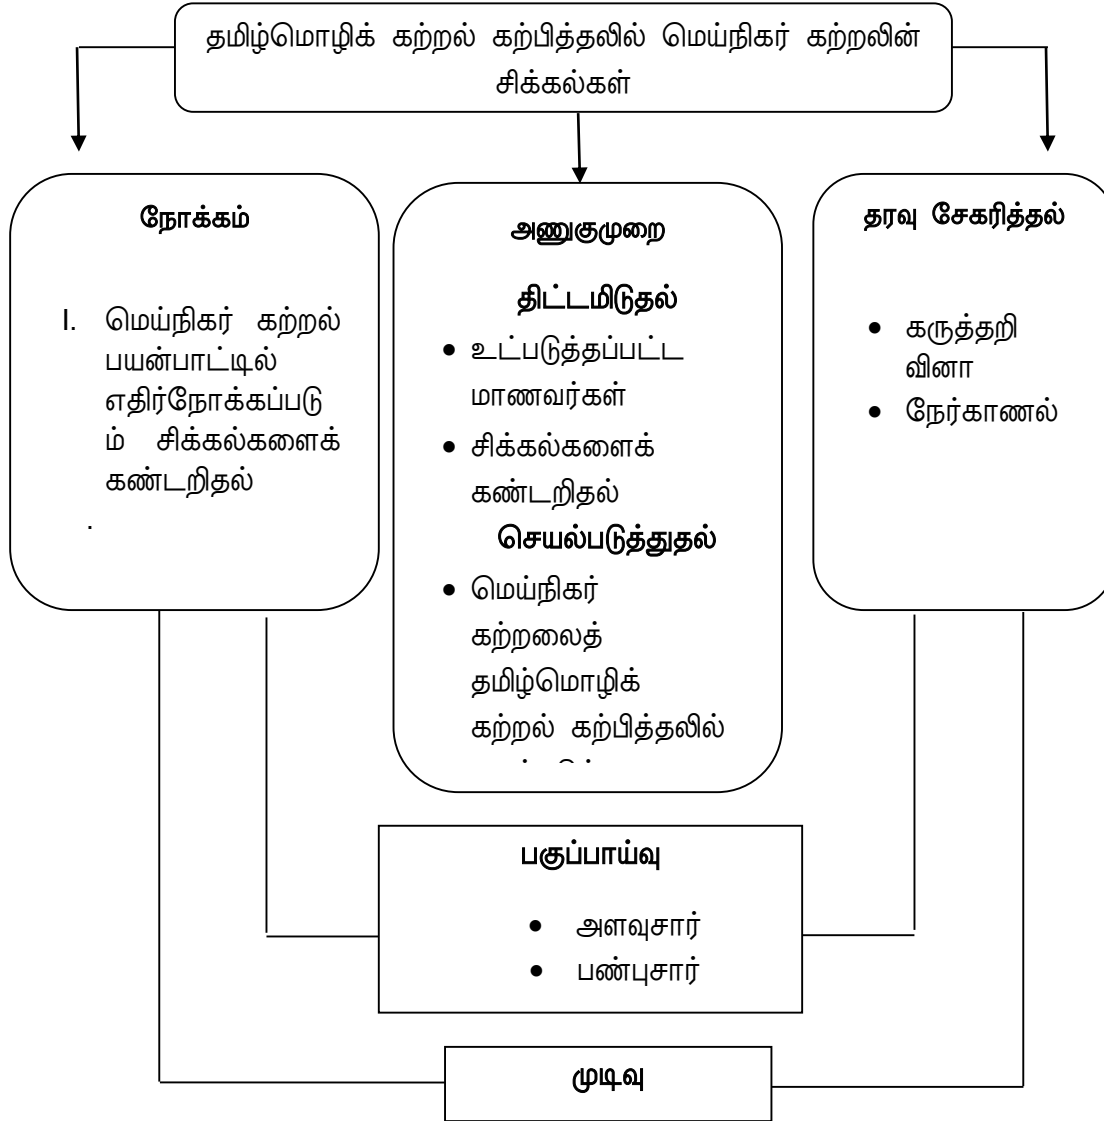 தமிழ்மொழிக் கற்றல் கற்பித்தலில் மெய்நிகர் கற்றலின்
சிக்கல்கள்
நோக்கம்
I. மெய்நிகர் கற்றல்
பயன்பாட்டில்
எதிர்நோக்கப்படு
ம் சிக்கல்களைக்
கண்டறிதல்
.
அணுகுமுறை
திட்டமிடுதல்
• உட்படுத்தப்பட்ட
மாணவர்கள்
• சிக்கல்களைக்
கண்டறிதல்
செயல்படுத்துதல்
• மெய்நிகர்
கற்றலைத்
தமிழ்மொழிக்
கற்றல் கற்பித்தலில்
தரவு சேகரித்தல்
• கருத்தறி
வினா
• நேர்காணல்
பகுப்பாய்வு
• அளவுசார்
• பண்புசார்
முடிவு